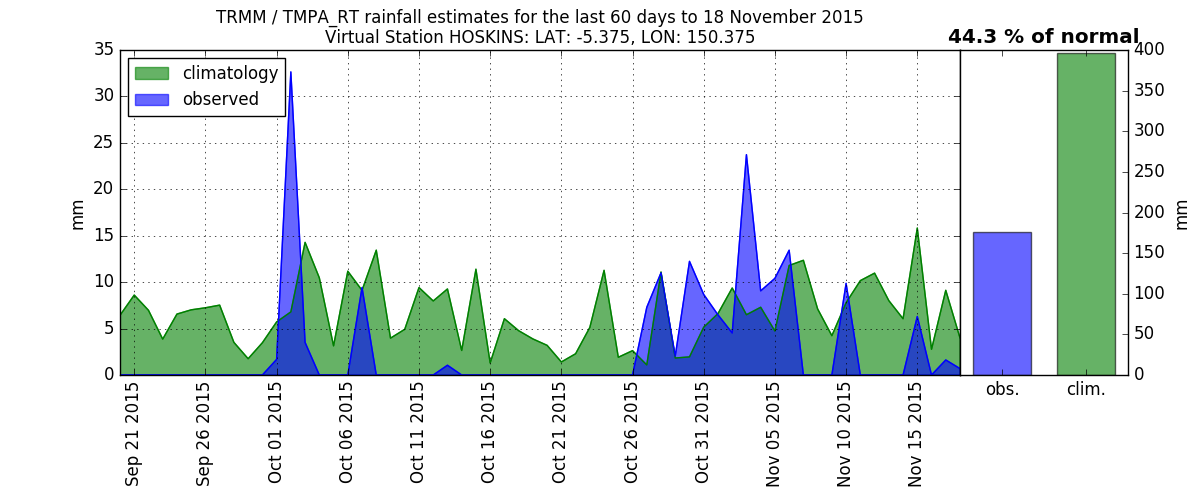 TRMM / TMPA_RT rainfall estimates for the last 60 days to 18 November 2015
Virtual Station HOSKINS: LAT: -5.375, LON: 150.375
44.3 % of normal
climatology
observed
35
30
25
20
15
10
5
0
mm
Sep 21 2015
Sep 26 2015
Oct 01 2015
Oct 06 2015
Oct 11 2015
Oct 16 2015
Oct 21 2015
Oct 26 2015
Oct 31 2015
Nov 05 2015
Nov 10 2015
Nov 15 2015
obs.
clim.
400
350
300
250
200
150
100
50
0
mm